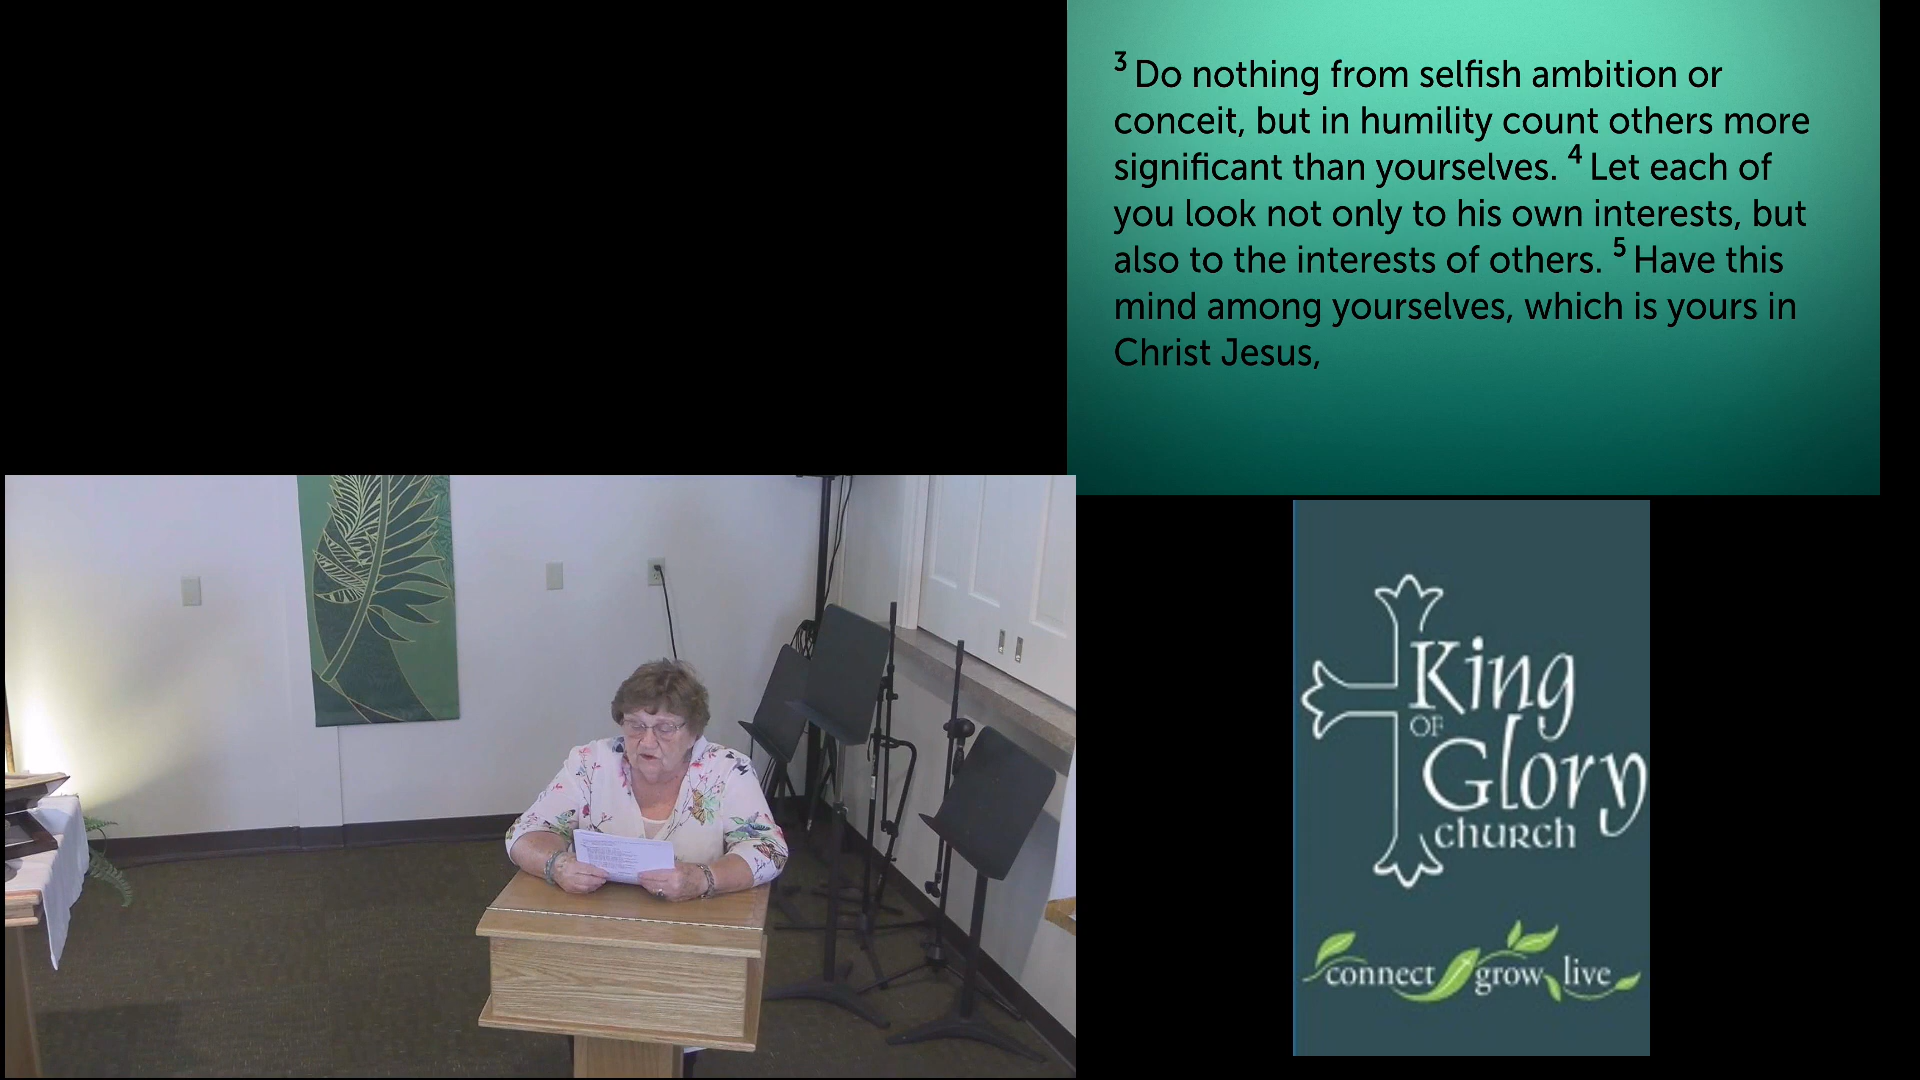 ³ Do nothing from selfish ambition or
conceit, but in humility count others more
significant than yourselves. ⁴ Let each of
you look not only to his own interests, but
also to the interests of others. ⁵ Have this
mind among yourselves, which is yours in
Christ Jesus,
King
OF
Glory
church
connect grow live